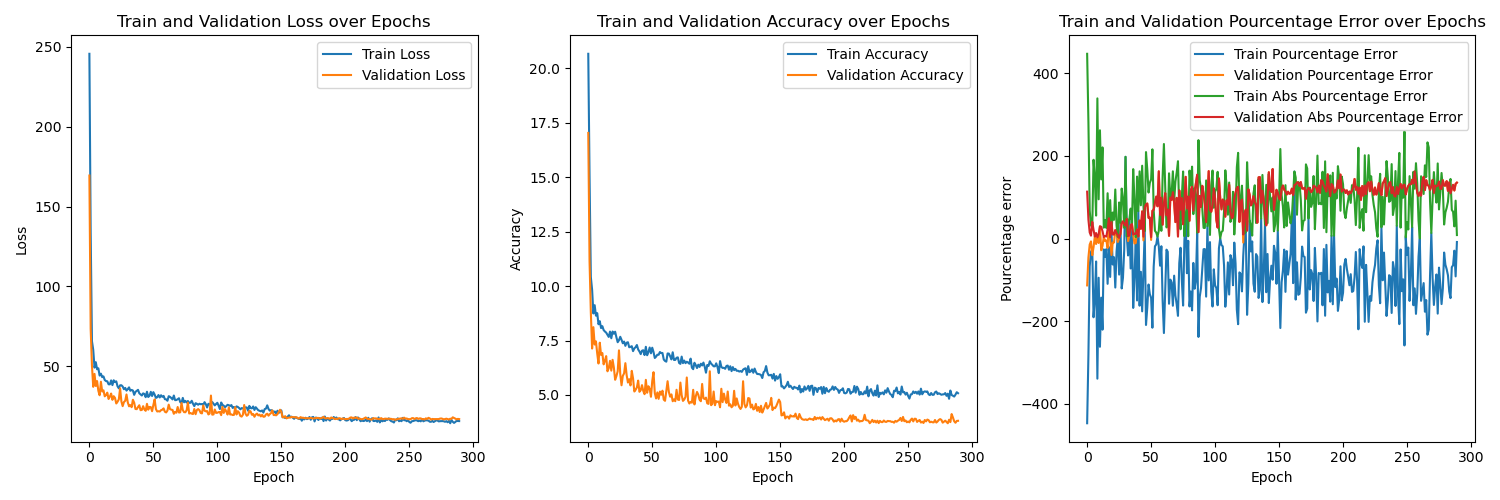 Train and Validation Loss over Epochs
250
200
150
100
50
0
50
100
150
200
250
300
Loss
Epoch
Train Loss
Validation Loss
Train and Validation Accuracy over Epochs
20.0
17.5
15.0
12.5
10.0
7.5
5.0
0
50
100
150
200
250
300
Accuracy
Epoch
Train Accuracy
Validation Accuracy
Train and Validation Pourcentage Error over Epochs
400
200
0
−200
−400
0
50
100
150
200
250
300
Pourcentage error
Epoch
Train Pourcentage Error
Validation Pourcentage Error
Train Abs Pourcentage Error
Validation Abs Pourcentage Error